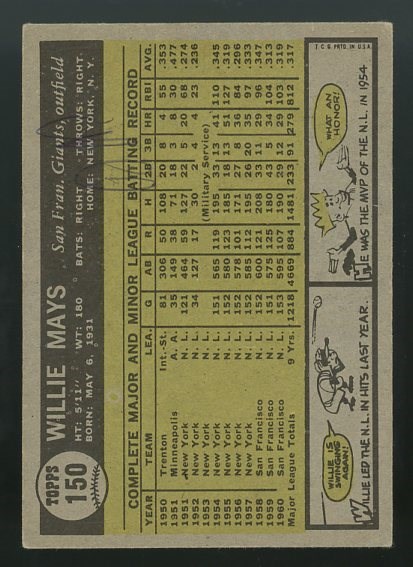 TOPPS
150
WILLIE MAYS San Fran. Giants, outfield
HT: 5'11" WT: 180 BATS: RIGHT THROWS: RIGHT
BORN: MAY 6, 1931 HOME: NEW YORK, N. Y.
COMPLETE MAJOR AND MINOR LEAGUE BATTING RECORD
YEAR TEAM LEA. G AB R H 2B 3B HR RBI AVG.
1950 Trenton Int.-St. 81 306 50 108 20 8 4 55 .353
1951 Minneapolis A. A. 35 149 38 71 18 3 8 30 .477
1951 New York N. L. 121 464 59 127 22 5 20 68 .274
1952 New York N. L. 34 127 17 30 2 4 4 23 .236
1953 New York N. L. (Military Service)
1954 New York N. L. 151 565 119 195 33 13 41 110 .345
1955 New York N. L. 152 580 123 185 18 13 51 127 .319
1956 New York N. L. 152 578 101 171 27 8 36 84 .296
1957 New York N. L. 152 585 112 195 26 20 35 97 .333
1958 San Francisco N. L. 152 600 121 208 33 11 29 96 .347
1959 San Francisco N. L. 151 575 125 180 43 5 34 104 .313
1960 San Francisco N. L. 153 595 107 190 29 12 29 103 .319
Major League Totals 9 Yrs. 1218 4669 884 1481 233 91 279 812 .317
WILLIE IS SWINGING AGAIN!
WILLIE LED THE N.L. IN HITS LAST YEAR.
T. C. G. PRTD. IN U.S.A.
WHAT AN HONOR!
HE WAS THE MVP OF THE N.L. IN 1954